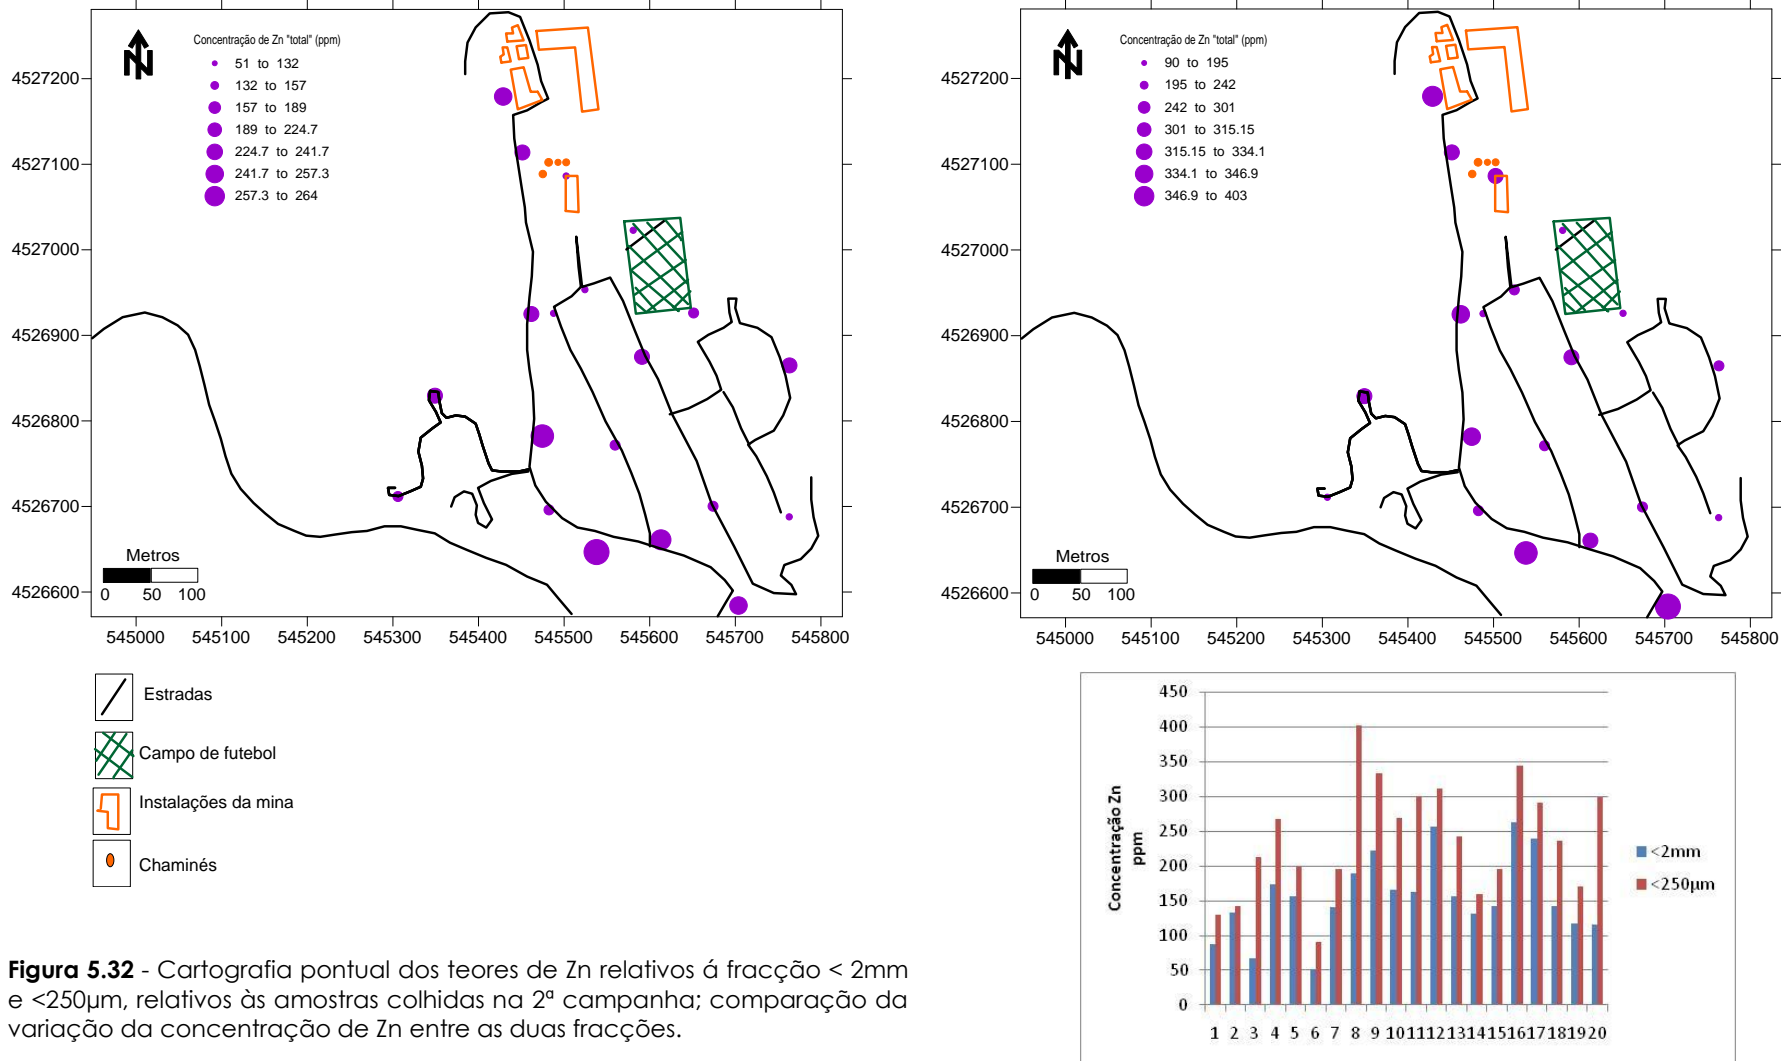 Concentração de Zn "total" (ppm)
51 to 132
132 to 157
157 to 189
189 to 224.7
224.7 to 241.7
241.7 to 257.3
257.3 to 264
4527200
4527100
4527000
4526900
4526800
4526700
4526600
Metros
0 50 100
545000 545100 545200 545300 545400 545500 545600 545700 545800
Concentração de Zn "total" (ppm)
90 to 195
195 to 242
242 to 301
301 to 315.15
315.15 to 334.1
334.1 to 346.9
346.9 to 403
4527200
4527100
4527000
4526900
4526800
4526700
4526600
Metros
0 50 100
545000 545100 545200 545300 545400 545500 545600 545700 545800
Estradas
Campo de futebol
Instalações da mina
Chaminés
450
400
350
300
250
200
150
100
50
0
Concentração Zn
ppm
1 2 3 4 5 6 7 8 9 10 11 12 13 14 15 16 17 18 19 20
<2mm
<250µm
Figura 5.32 - Cartografia pontual dos teores de Zn relativos á fracção < 2mm
e <250µm, relativos às amostras colhidas na 2ª campanha; comparação da
variação da concentração de Zn entre as duas fracções.